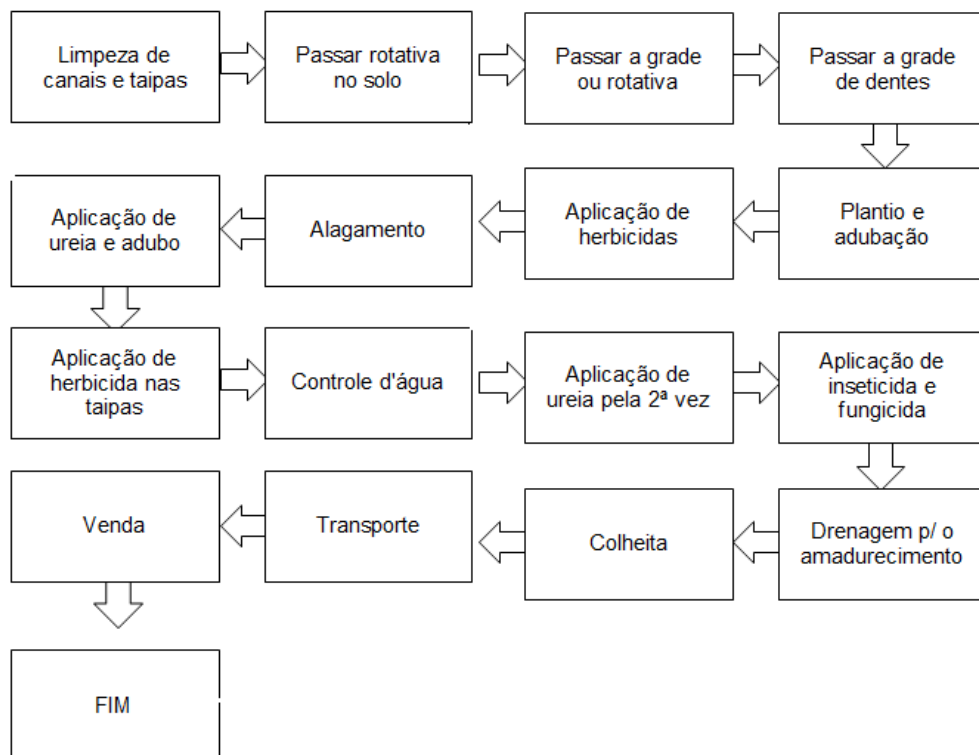 Limpeza de
canais e taipas
Passar rotativa
no solo
Passar a grade
ou rotativa
Passar a grade
de dentes
Plantio e
adubação
Aplicação de
herbicidas
Alagamento
Aplicação de
ureia e adubo
Aplicação de
herbicida nas
taipas
Controle d'água
Aplicação de
ureia pela 2ª vez
Aplicação de
inseticida e
fungicida
Drenagem p/ o
amadurecimento
Colheita
Transporte
Venda
FIM